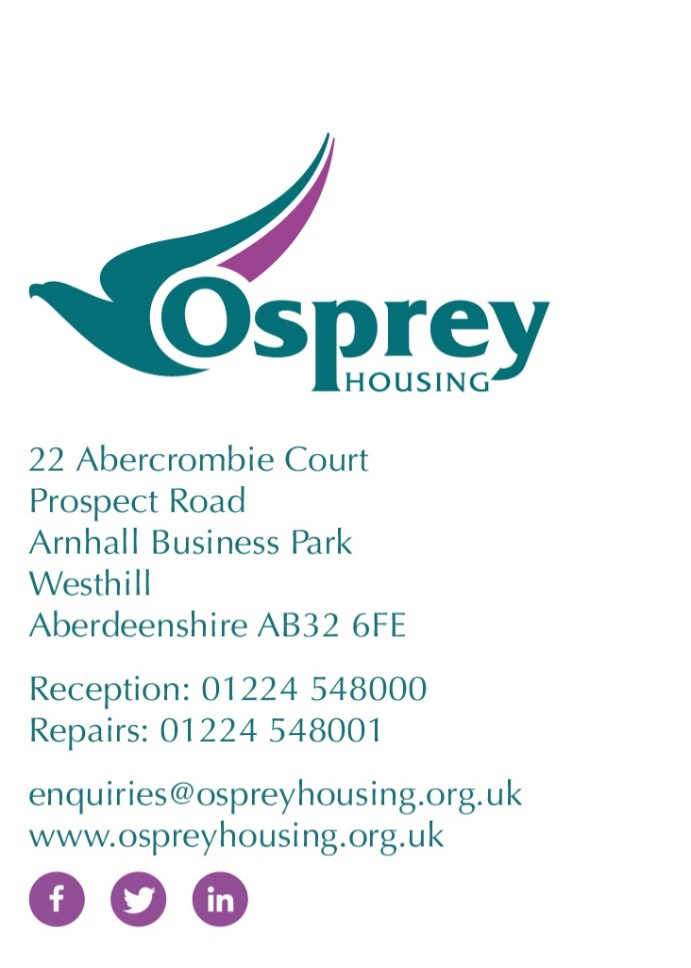 Osprey
HOUSING
22 Abercrombie Court
Prospect Road
Arnhall Business Park
Westhill
Aberdeenshire AB32 6FE
Reception: 01224 548000
Repairs: 01224 548001
enquiries@ospreyhousing.org.uk
www.ospreyhousing.org.uk
f in